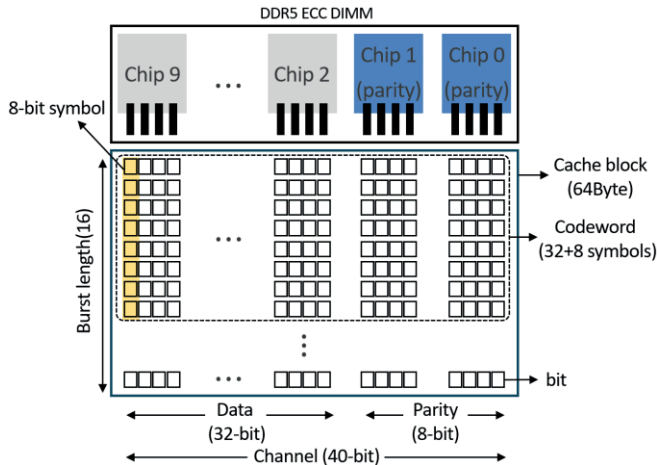 DDR5 ECC DIMM
Chip 9
...
Chip 2
Chip 1
(parity)
Chip 0
(parity)
8-bit symbol
Burst length(16)
Cache block
(64Byte)
Codeword
(32+8 symbols)
bit
Data
(32-bit)
Parity
(8-bit)
Channel (40-bit)